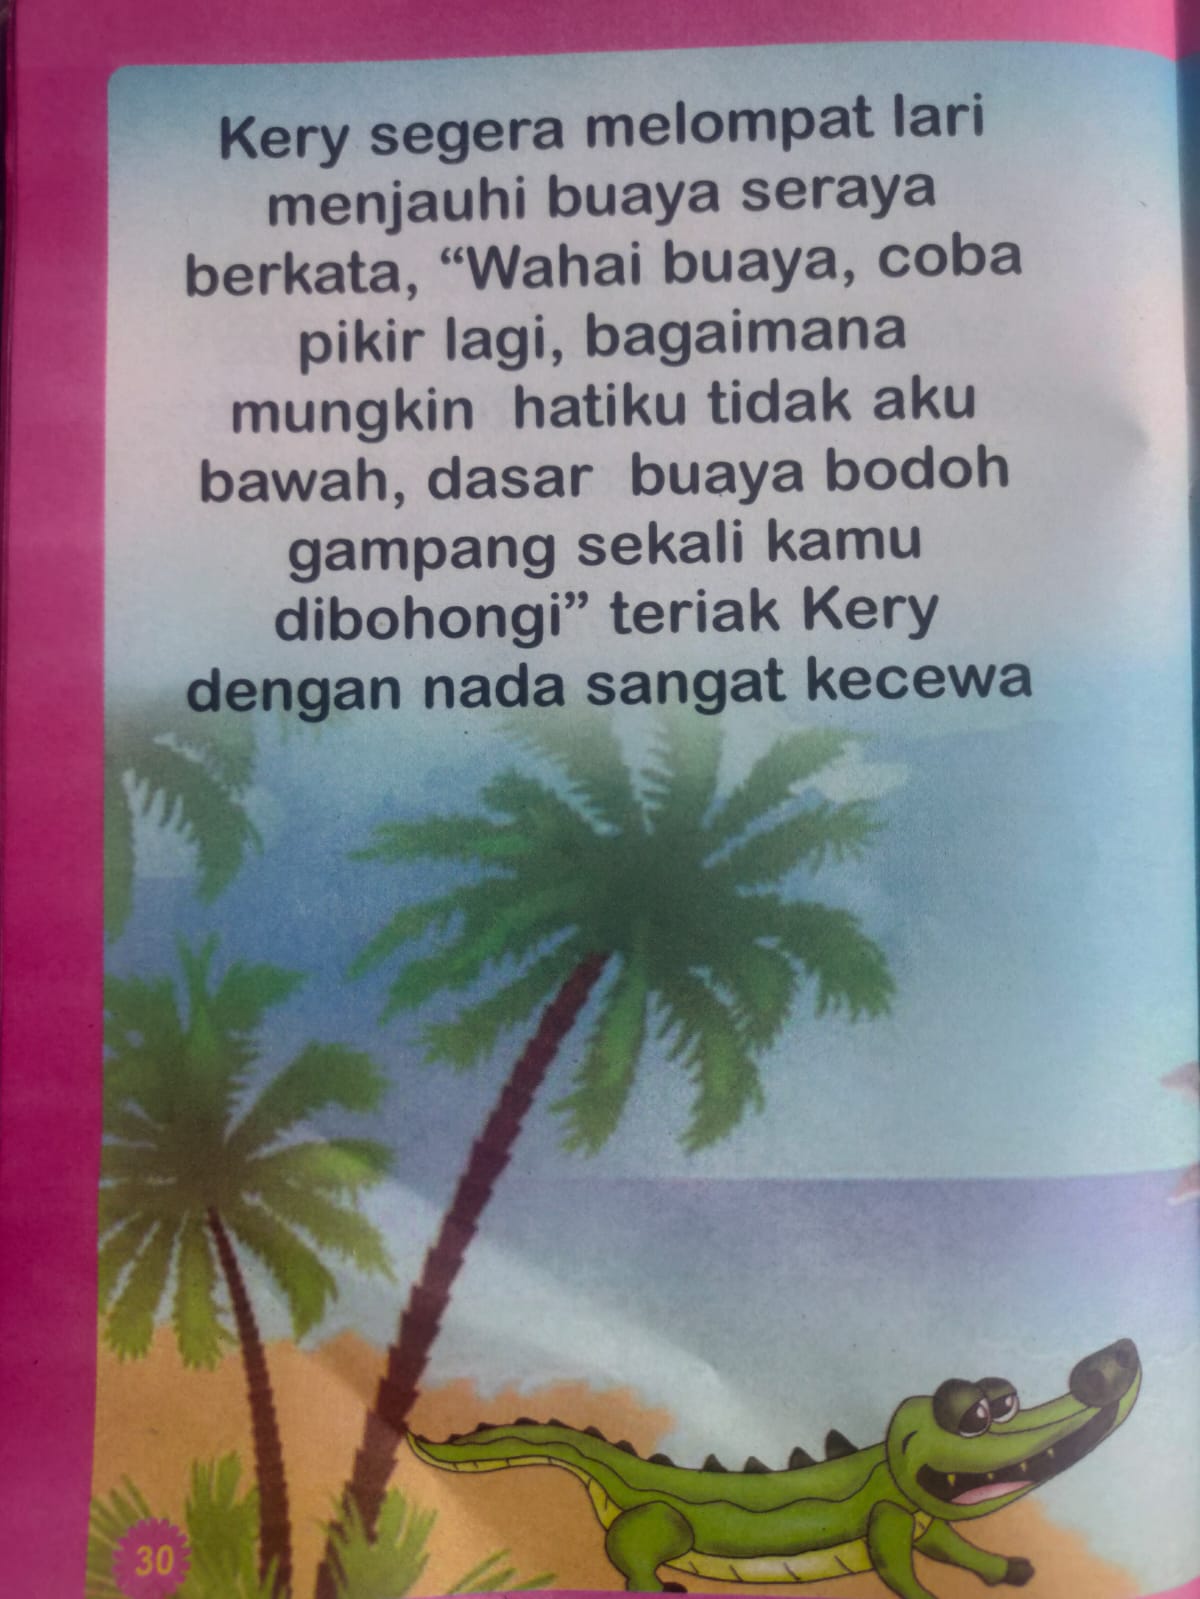 Kery segera melompat lari
menjauhi buaya seraya
berkata, “Wahai buaya, coba
pikir lagi, bagaimana
mungkin  hatiku tidak aku
bawah, dasar  buaya bodoh
gampang sekali kamu
dibohongi” teriak Kery
dengan nada sangat kecewa
30